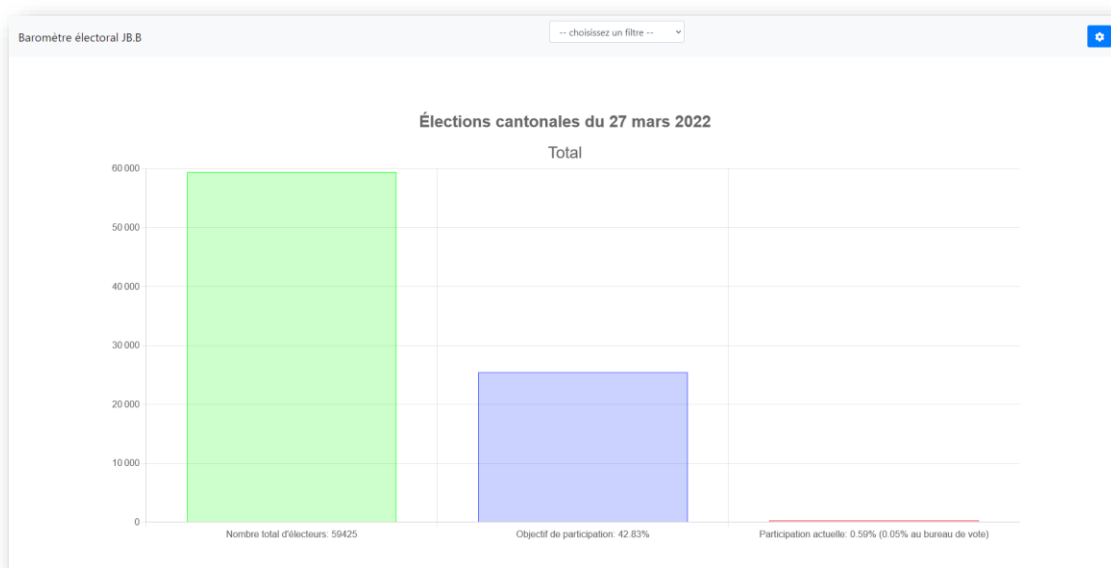 Baromètre électoral JB.B
-- choisissez un filtre --
Élections cantonales du 27 mars 2022
Total
60 000
50 000
40 000
30 000
20 000
10 000
0
Nombre total d'électeurs: 59425
Objectif de participation: 42.83%
Participation actuelle: 0.59% (0.05% au bureau de vote)